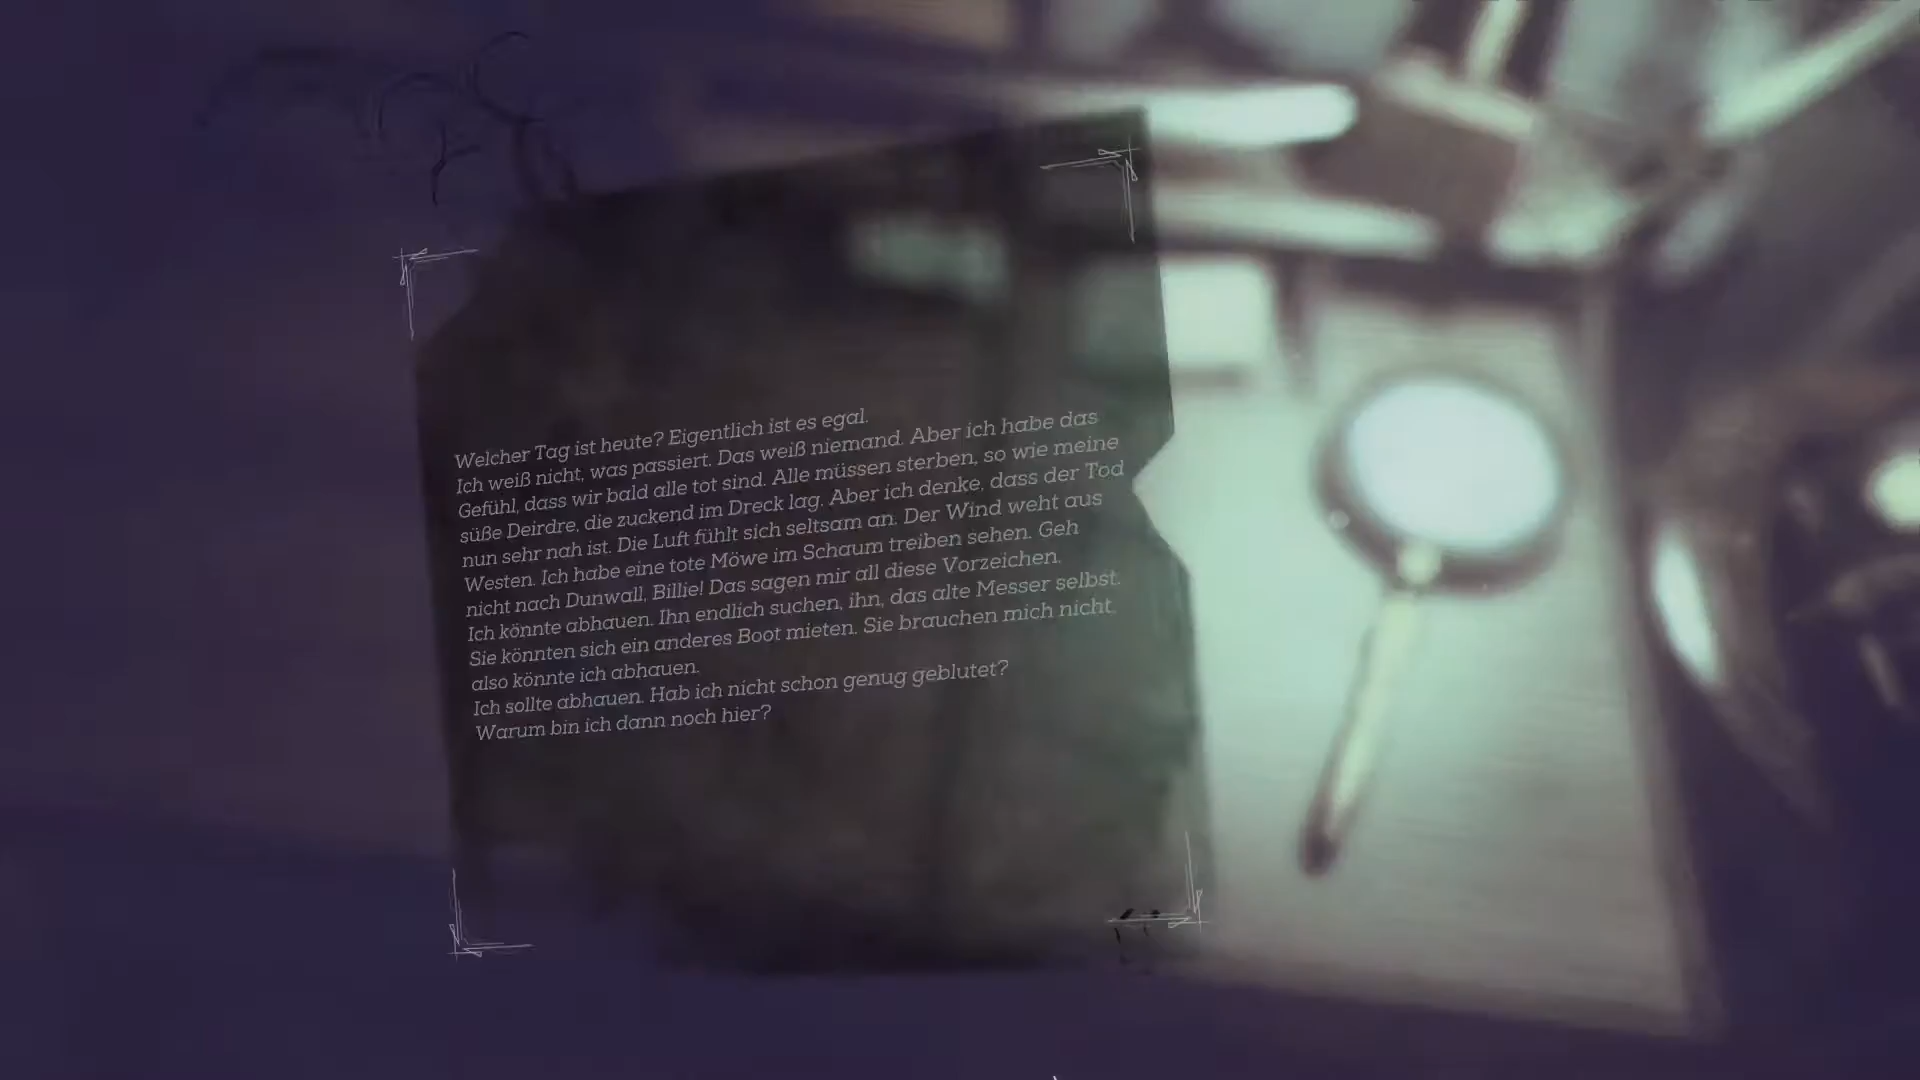 Welcher Tag ist heute? Eigentlich ist es egal.
Ich weiß nicht, was passiert. Das weiß niemand. Aber ich habe das
Gefühl, dass wir bald alle tot sind. Alle müssen sterben, so wie meine
süße Deirdre, die zuckend im Dreck lag. Aber ich denke, dass der Tod
nun sehr nah ist. Die Luft fühlt sich seltsam an. Der Wind weht aus
Westen. Ich habe eine tote Möwe im Schaum treiben sehen. Geh
nicht nach Dunwall, Billie! Das sagen mir all diese Vorzeichen.
Ich könnte abhauen. Ihn endlich suchen, ihn, das alte Messer selbst.
Sie könnten sich ein anderes Boot mieten. Sie brauchen mich nicht,
also könnte ich abhauen.
Ich sollte abhauen. Hab ich nicht schon genug geblutet?
Warum bin ich dann noch hier?